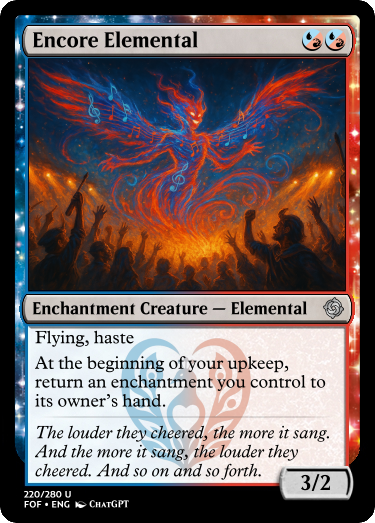 Encore Elemental
Enchantment Creature — Elemental
Flying, haste
At the beginning of your upkeep,
return an enchantment you control to
its owner's hand.
The louder they cheered, the more it sang.
And the more it sang, the louder they
cheered. And so on and so forth.
3/2
220/280 U
FOF • ENG ChatGPT